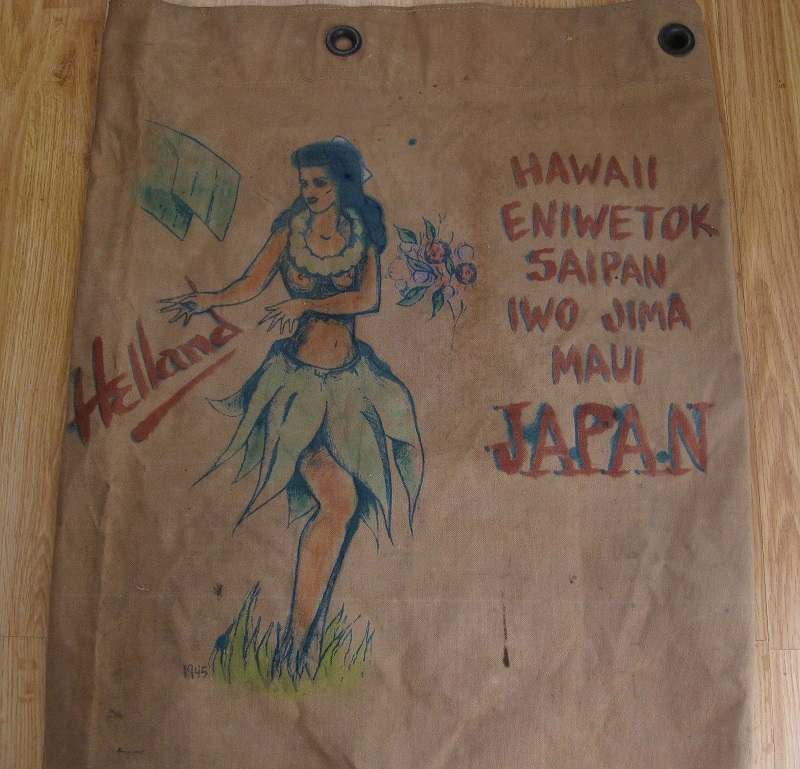 HAWAII
ENIWETOK
SAIPAN
IWO JIMA
MAUI
JAPAN
Helland
1945